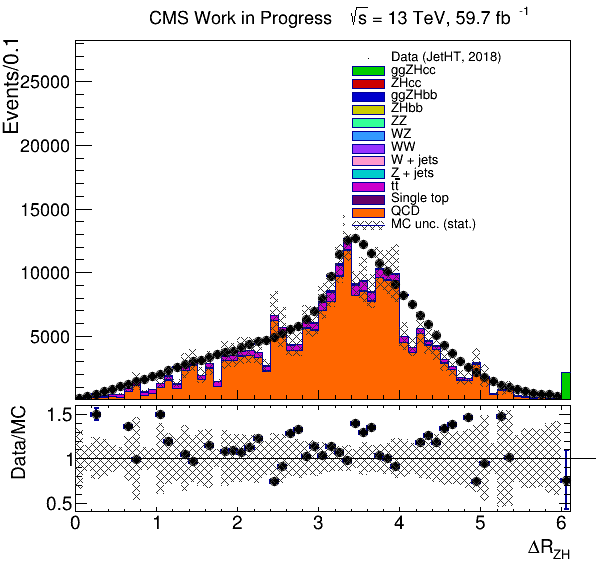 CMS Work in Progress √s = 13 TeV, 59.7 fb -1
Events/0.1
25000
20000
15000
10000
5000
Data (JetHT, 2018)
ggZHcc
ZHcc
ggZHbb
ZHbb
ZZ
WZ
WW
W + jets
Z + jets
tt̄
Single top
QCD
MC unc. (stat.)
Data/MC
1.5
1
0.5
0 1 2 3 4 5 6
ΔR_ZH